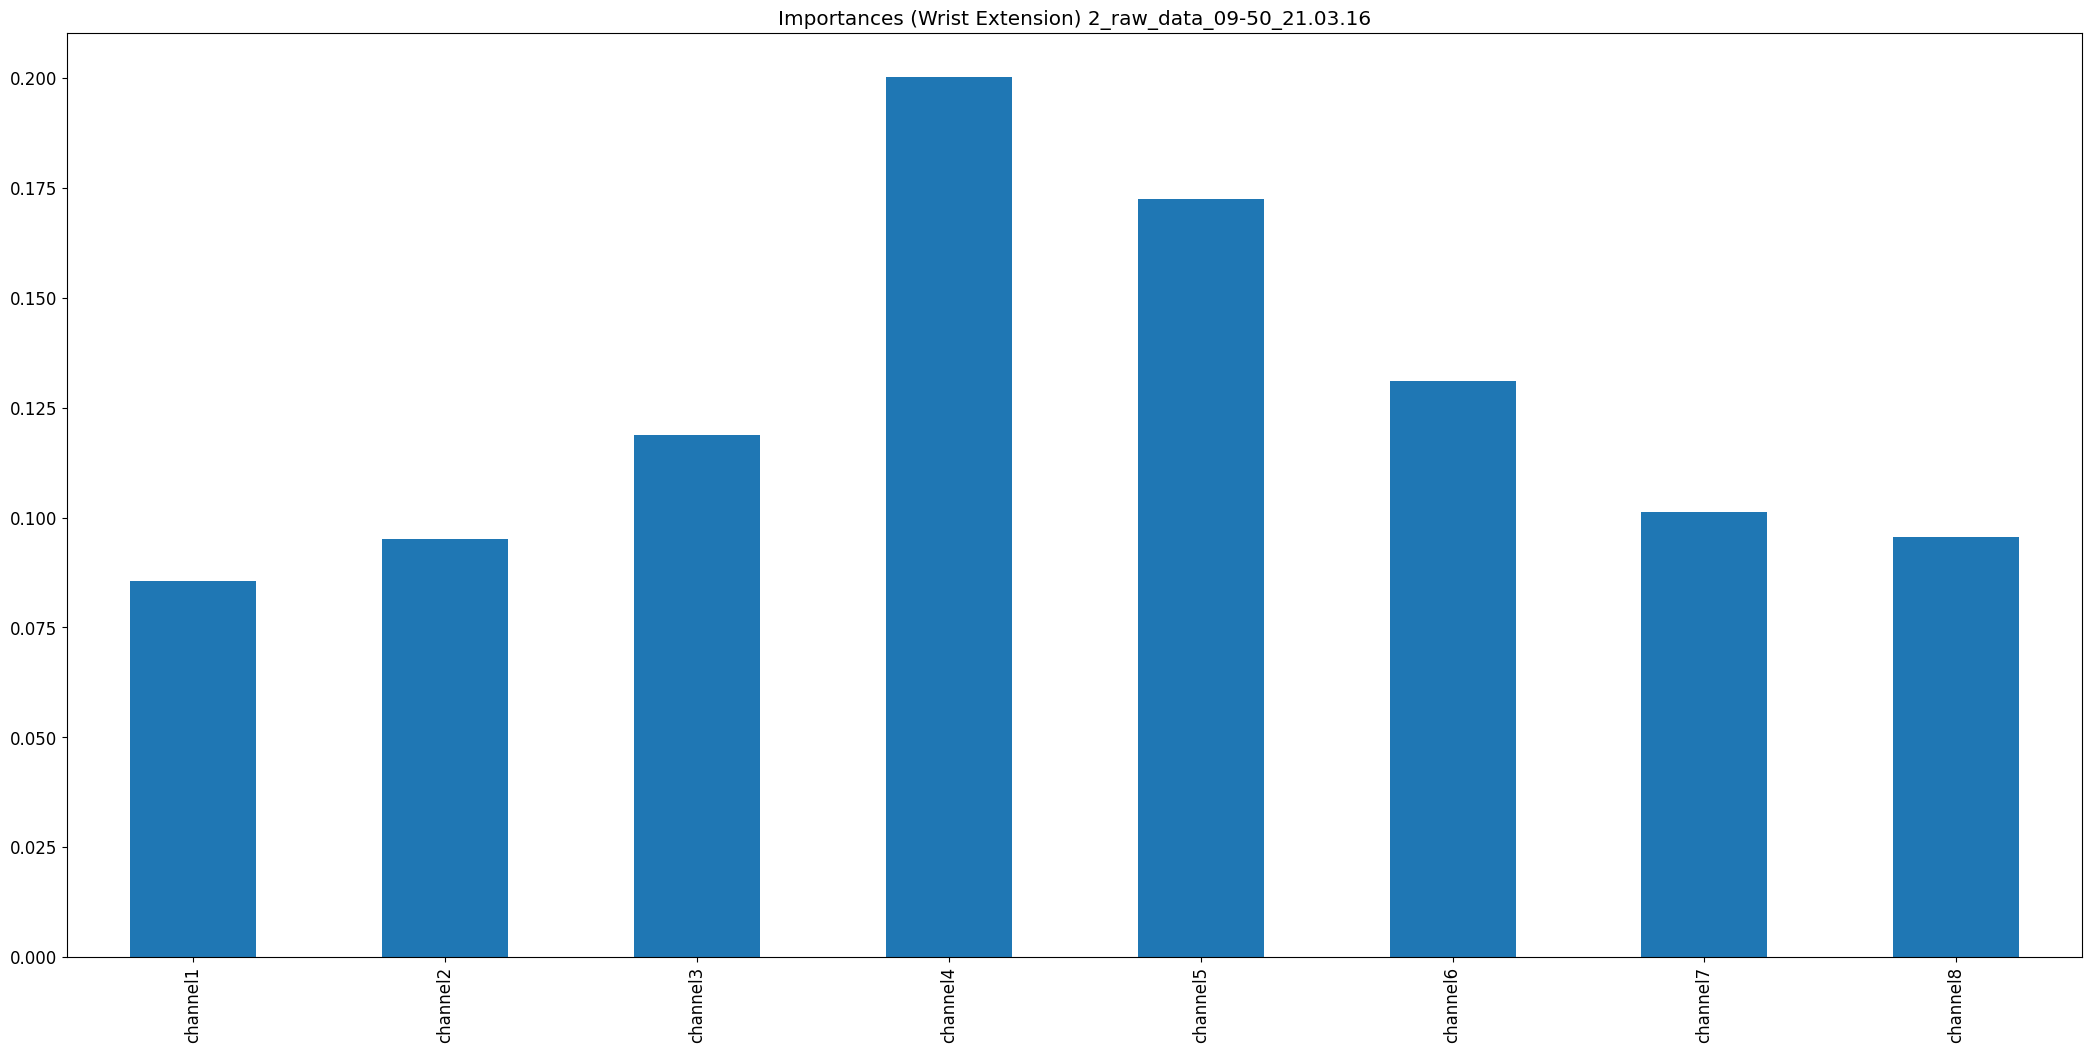 Importances (Wrist Extension) 2_raw_data_09-50_21.03.16
0.200
0.175
0.150
0.125
0.100
0.075
0.050
0.025
0.000
channel1
channel2
channel3
channel4
channel5
channel6
channel7
channel8